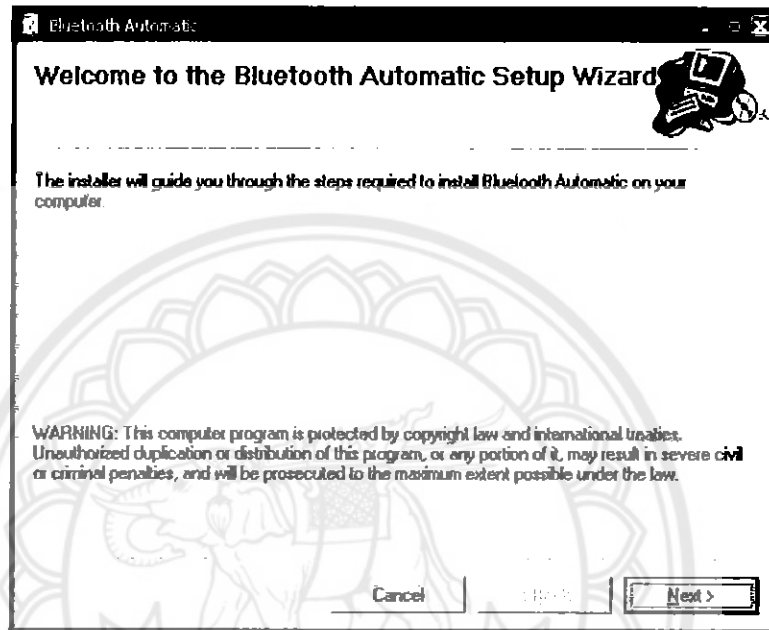 Bluetooth Automatic
Welcome to the Bluetooth Automatic Setup Wizard
The installer will guide you through the steps required to install Bluetooth Automatic on your
computer.
WARNING: This computer program is protected by copyright law and international treaties.
Unauthorized duplication or distribution of this program, or any portion of it, may result in severe civil
or criminal penalties, and will be prosecuted to the maximum extent possible under the law.
Cancel
Next >